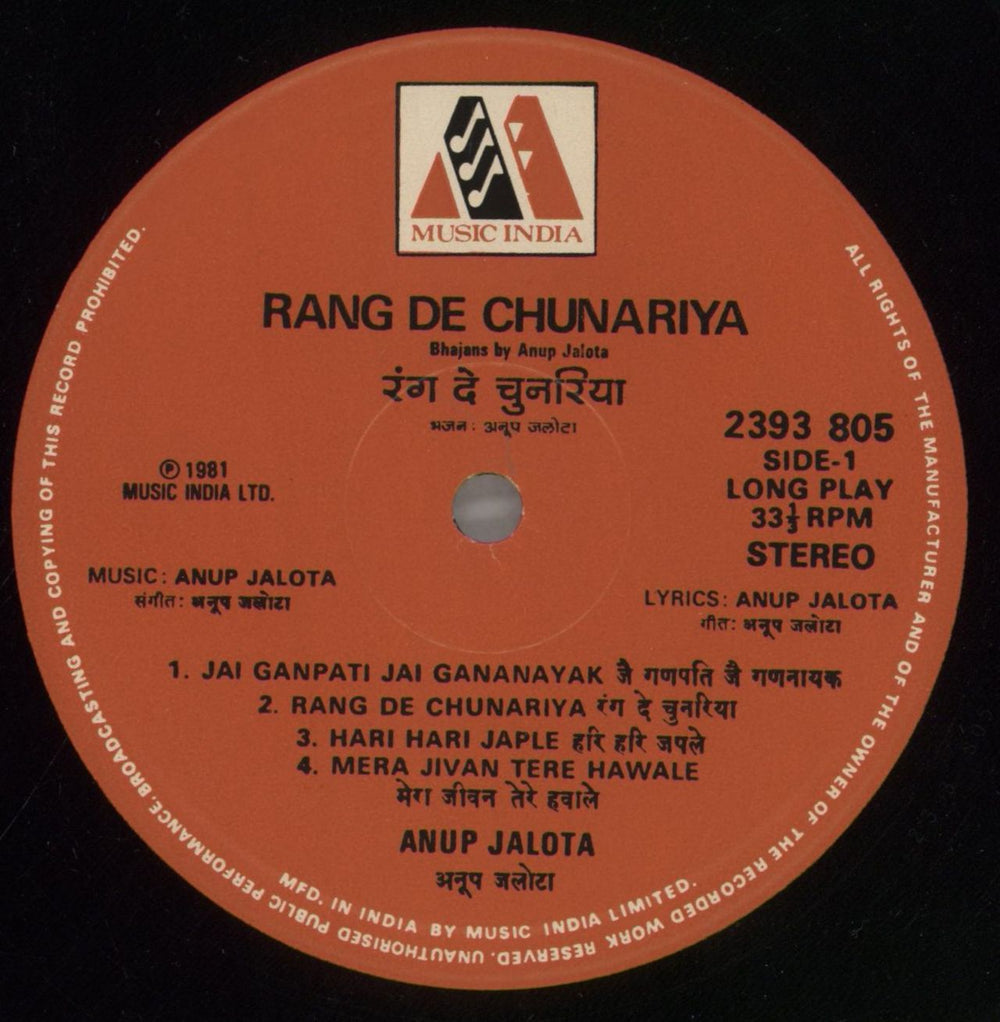 MUSIC INDIA
RANG DE CHUNARIYA
Bhajans by Anup Jalota
रंग दे चुनरिया
भजन : अनूप जलोटा
2393 805
SIDE-1
LONG PLAY
33⅓ RPM
STEREO
℗ 1981
MUSIC INDIA LTD.
MUSIC: ANUP JALOTA
संगीत: अनूप जलोटा
LYRICS: ANUP JALOTA
गीत: अनूप जलोटा
1. JAI GANPATI JAI GANANAYAK जै गणपति जै गणनायक
2. RANG DE CHUNARIYA रंग दे चुनरिया
3. HARI HARI JAPLE हरि हरि जपले
4. MERA JIVAN TERE HAWALE
मेरा जीवन तेरे हवाले
ANUP JALOTA
अनूप जलोटा
MFD. IN INDIA BY MUSIC INDIA LIMITED.
ALL RIGHTS OF THE MANUFACTURER AND OF THE OWNER OF THE RECORDED WORK RESERVED. UNAUTHORISED PUBLIC PERFORMANCE, BROADCASTING AND COPYING OF THIS RECORD PROHIBITED.